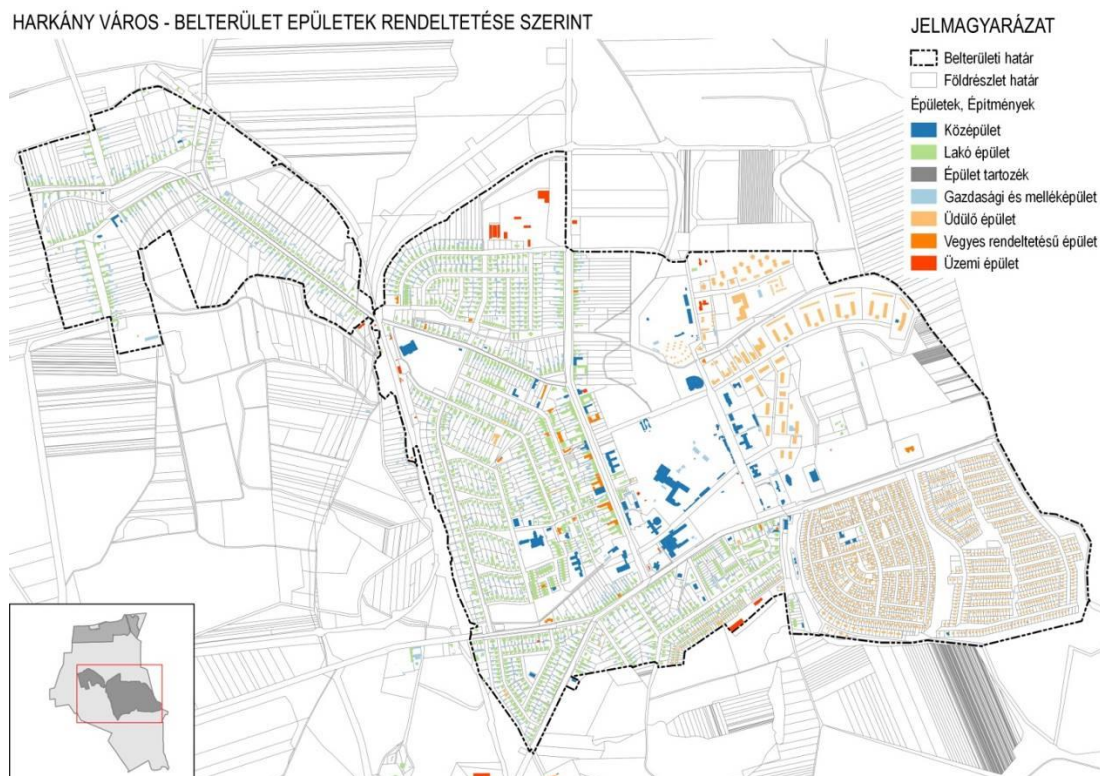 HARKÁNY VÁROS - BELTERÜLET ÉPÜLETEK RENDELTETÉSE SZERINT
JELMAGYARÁZAT
Belterületi határ
Földrészlet határ
Épületek, Építmények
Középület
Lakó épület
Épület tartozék
Gazdasági és melléképület
Üdülő épület
Vegyes rendeltetésű épület
Üzemi épület